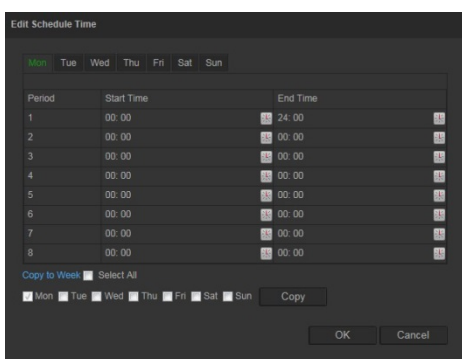 Edit Schedule Time
Mon Tue Wed Thu Fri Sat Sun
Period Start Time End Time
1 00: 00 24: 00
2 00: 00 00: 00
3 00: 00 00: 00
4 00: 00 00: 00
5 00: 00 00: 00
6 00: 00 00: 00
7 00: 00 00: 00
8 00: 00 00: 00
Copy to Week Select All
Mon Tue Wed Thu Fri Sat Sun Copy
OK Cancel